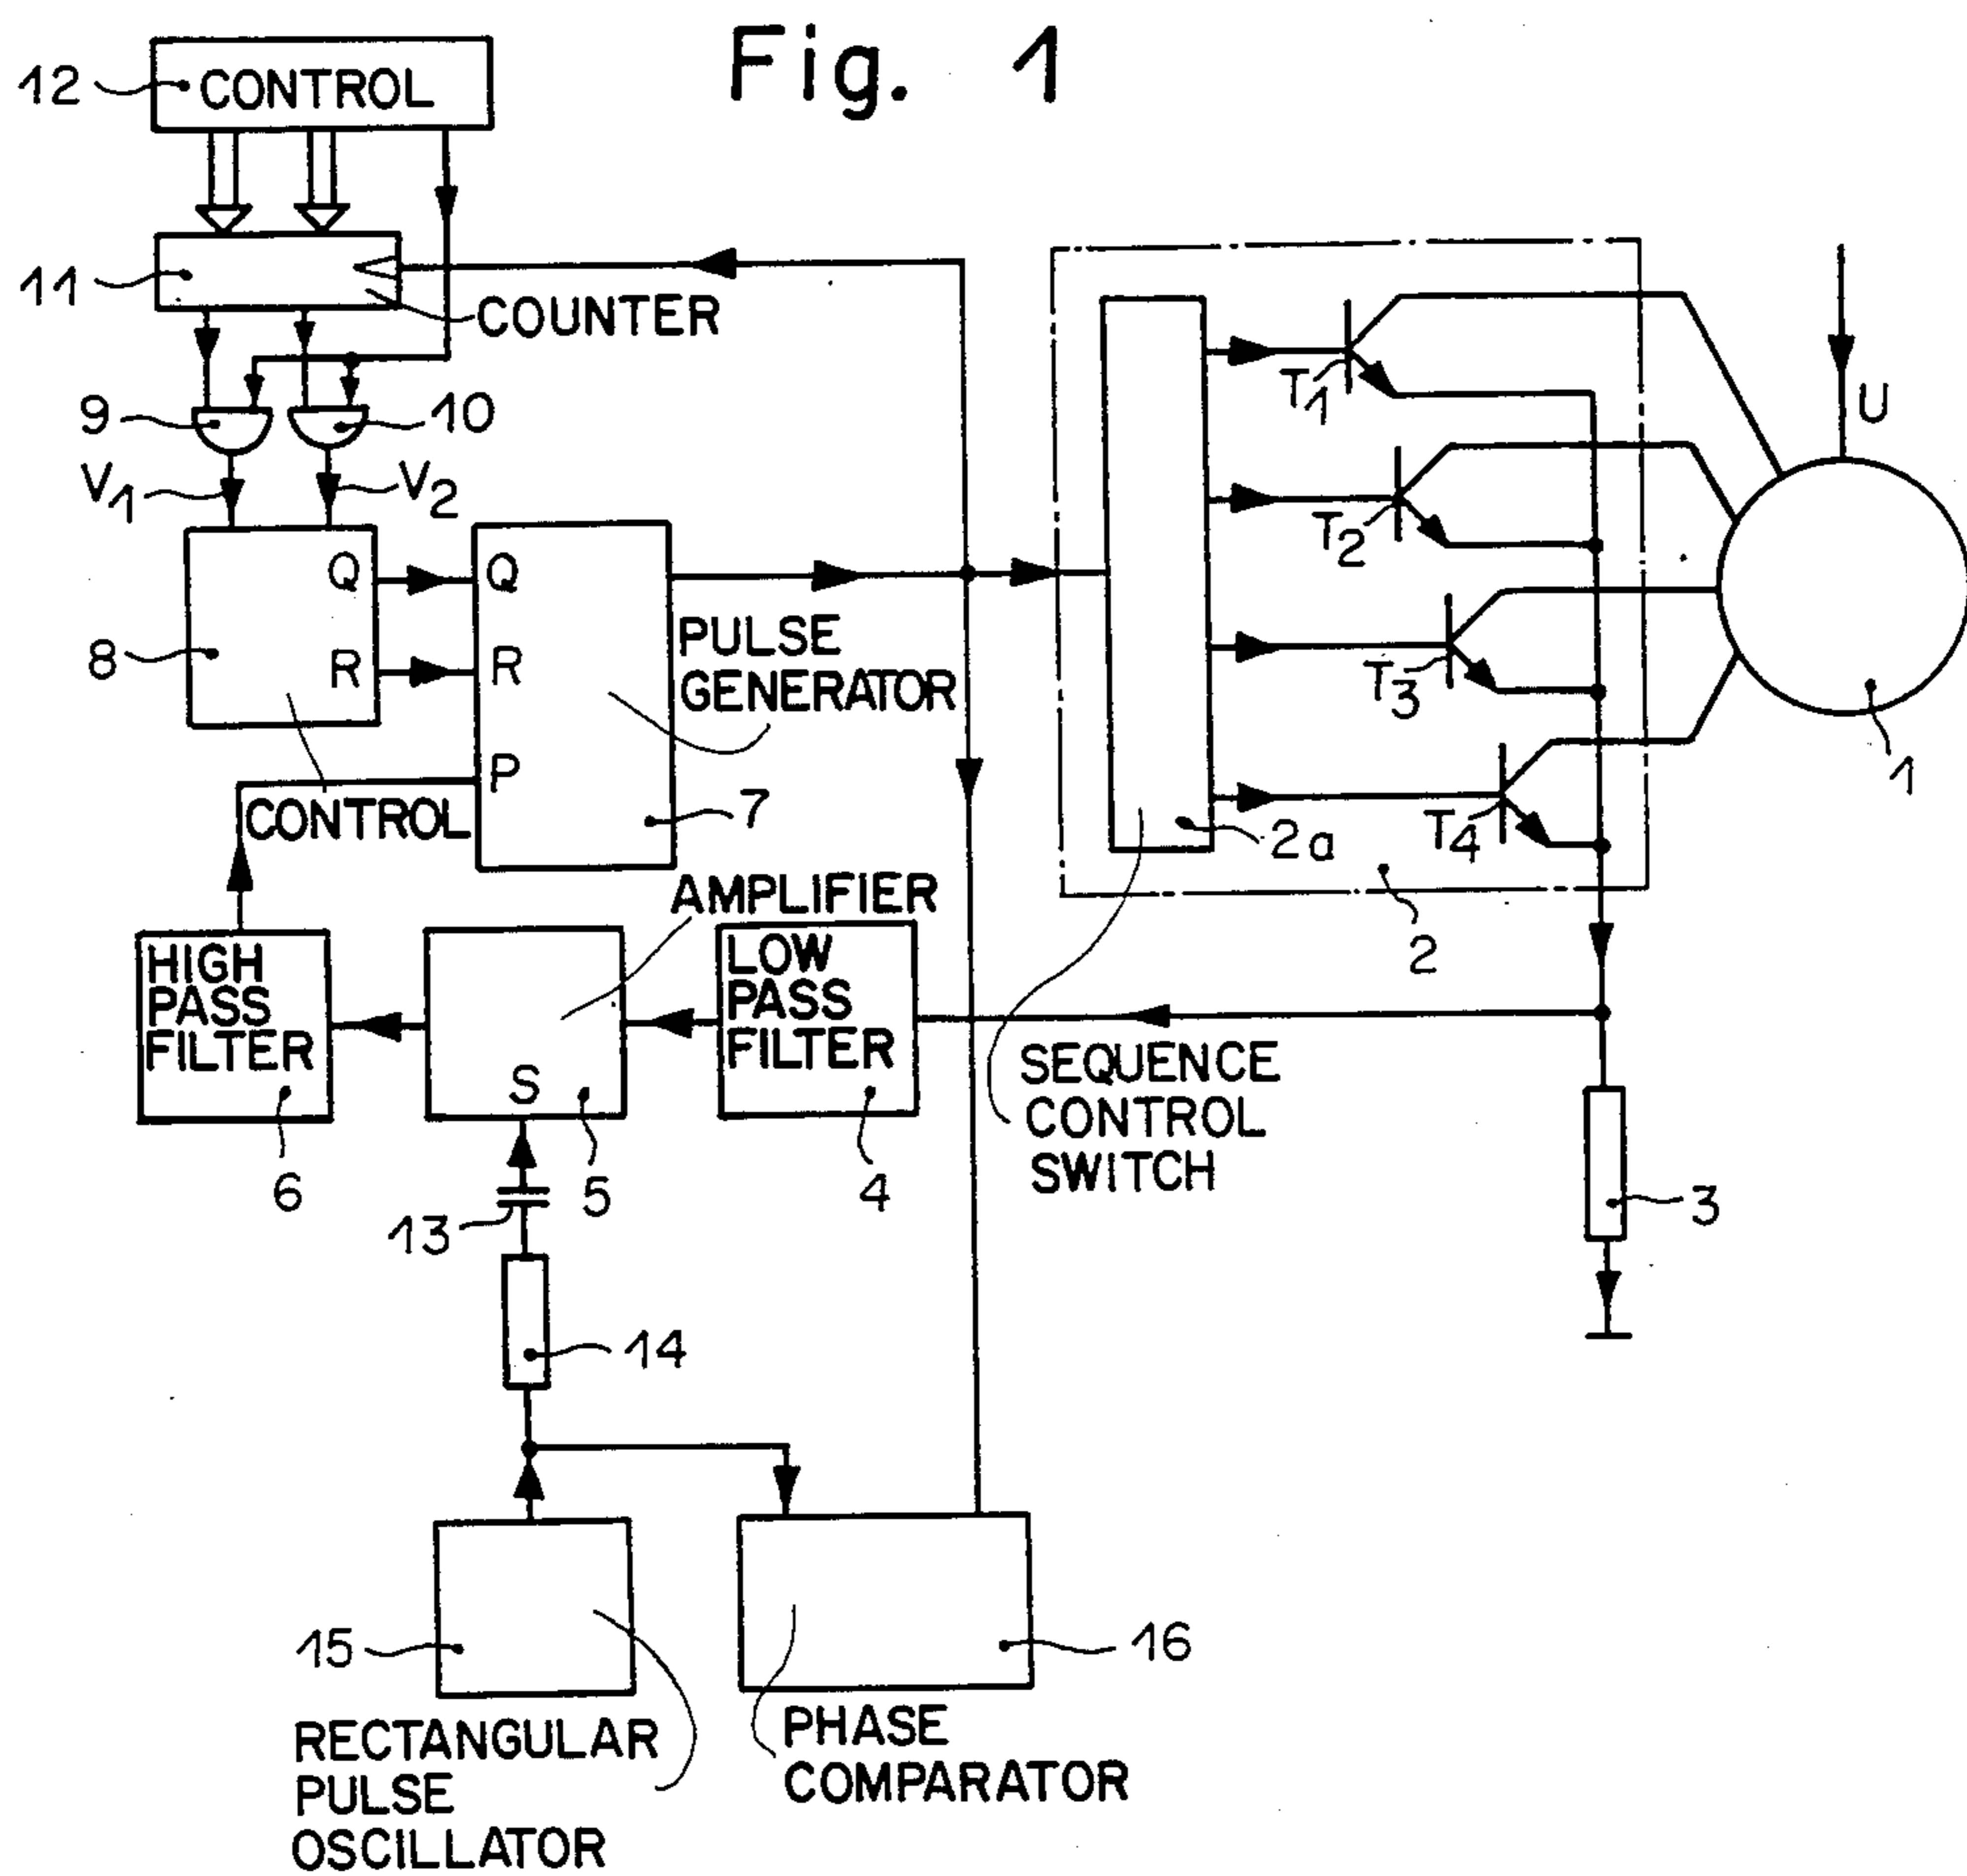 Fig. 1
12
CONTROL
11
COUNTER
9
10
V1
V2
U
T1
T2
T3
T4
Q
Q
R
R
P
8
PULSE
GENERATOR
CONTROL
7
2a
1
2
AMPLIFIER
HIGH
PASS
FILTER
LOW
PASS
FILTER
S
6
5
4
SEQUENCE
CONTROL
SWITCH
3
13
14
15
16
RECTANGULAR
PULSE
OSCILLATOR
PHASE
COMPARATOR